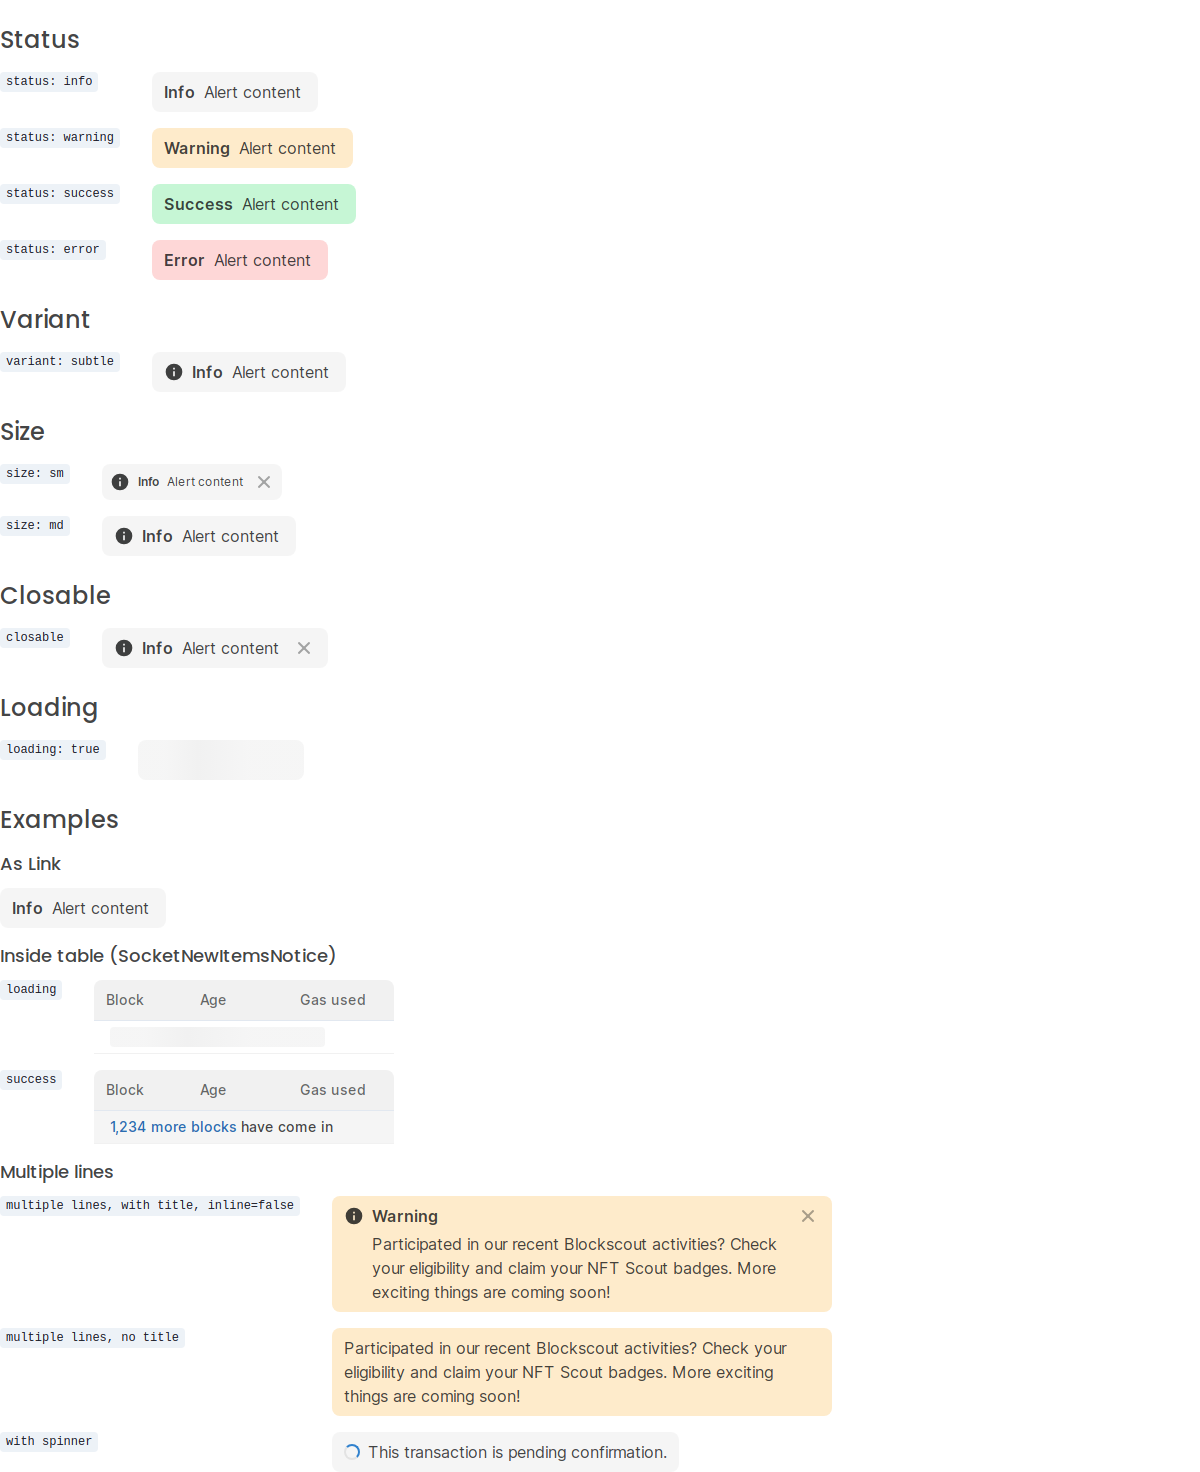 Status
status: info
Info Alert content
status: warning
Warning Alert content
status: success
Success Alert content
status: error
Error Alert content
Variant
variant: subtle
Info Alert content
Size
size: sm
Info Alert content
size: md
Info Alert content
Closable
closable
Info Alert content
Loading
loading: true
Examples
As Link
Info Alert content
Inside table (SocketNewItemsNotice)
loading
Block Age Gas used
success
Block Age Gas used
1,234 more blocks have come in
Multiple lines
multiple lines, with title, inline=false
Warning
Participated in our recent Blockscout activities? Check
your eligibility and claim your NFT Scout badges. More
exciting things are coming soon!
multiple lines, no title
Participated in our recent Blockscout activities? Check your
eligibility and claim your NFT Scout badges. More exciting
things are coming soon!
with spinner
This transaction is pending confirmation.